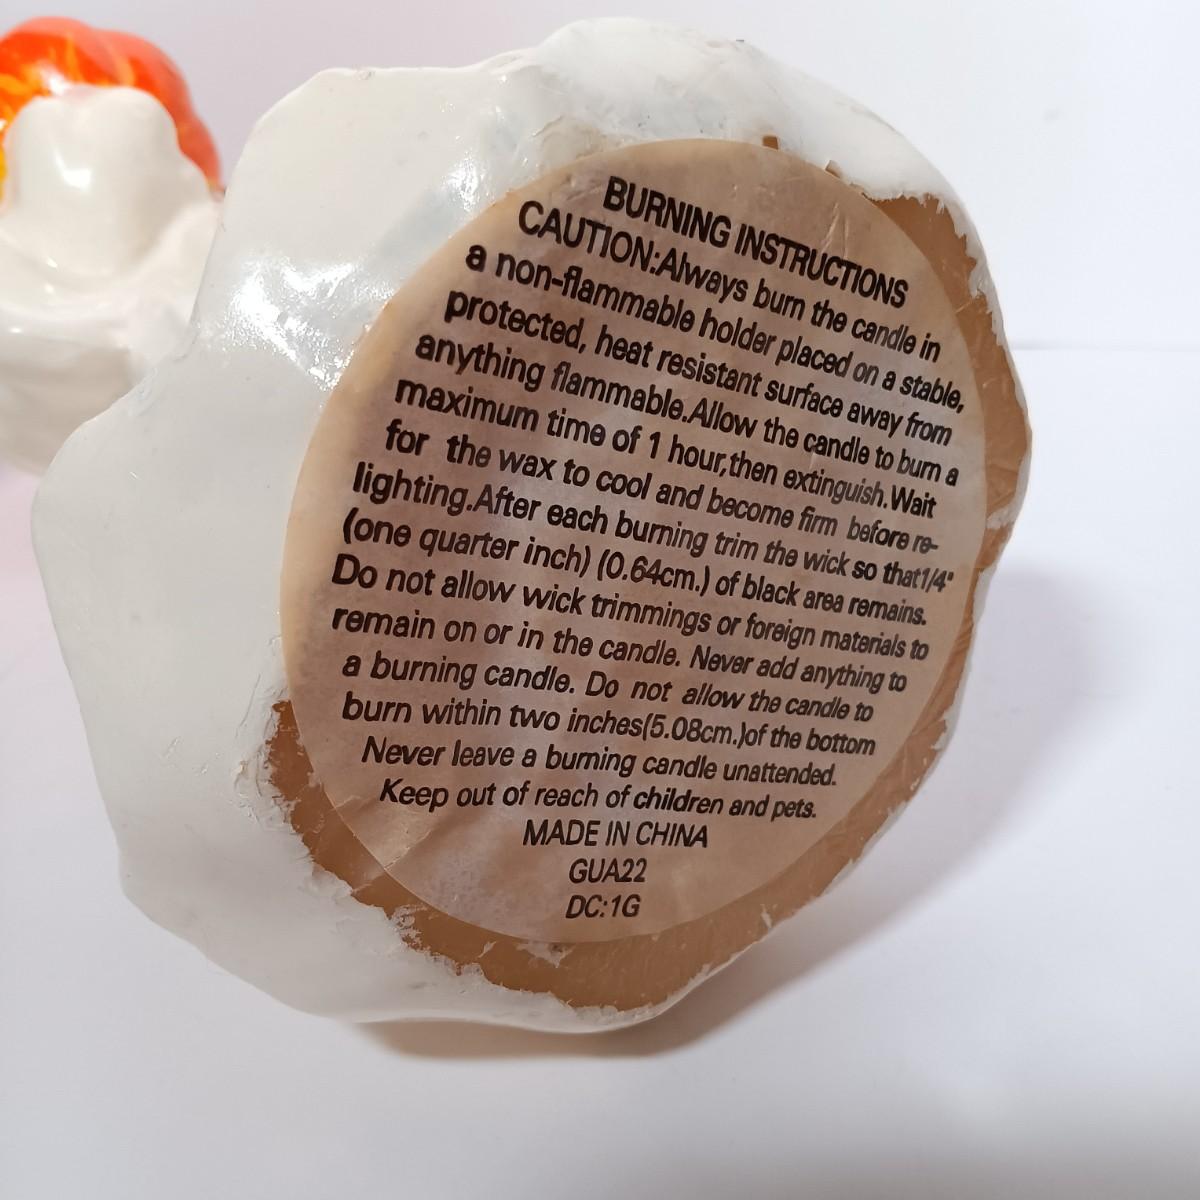 BURNING INSTRUCTIONS
CAUTION:Always burn the candle in
a non-flammable holder placed on a stable,
protected, heat resistant surface away from
anything flammable.Allow the candle to burn a
maximum time of 1 hour,then extinguish.Wait
for the wax to cool and become firm before re-
lighting.After each burning trim the wick so that1/4"
(one quarter inch) (0.64cm.) of black area remains.
Do not allow wick trimmings or foreign materials to
remain on or in the candle. Never add anything to
a burning candle. Do not allow the candle to
burn within two inches(5.08cm.)of the bottom
Never leave a burning candle unattended.
Keep out of reach of children and pets.
MADE IN CHINA
GUA22
DC:1G